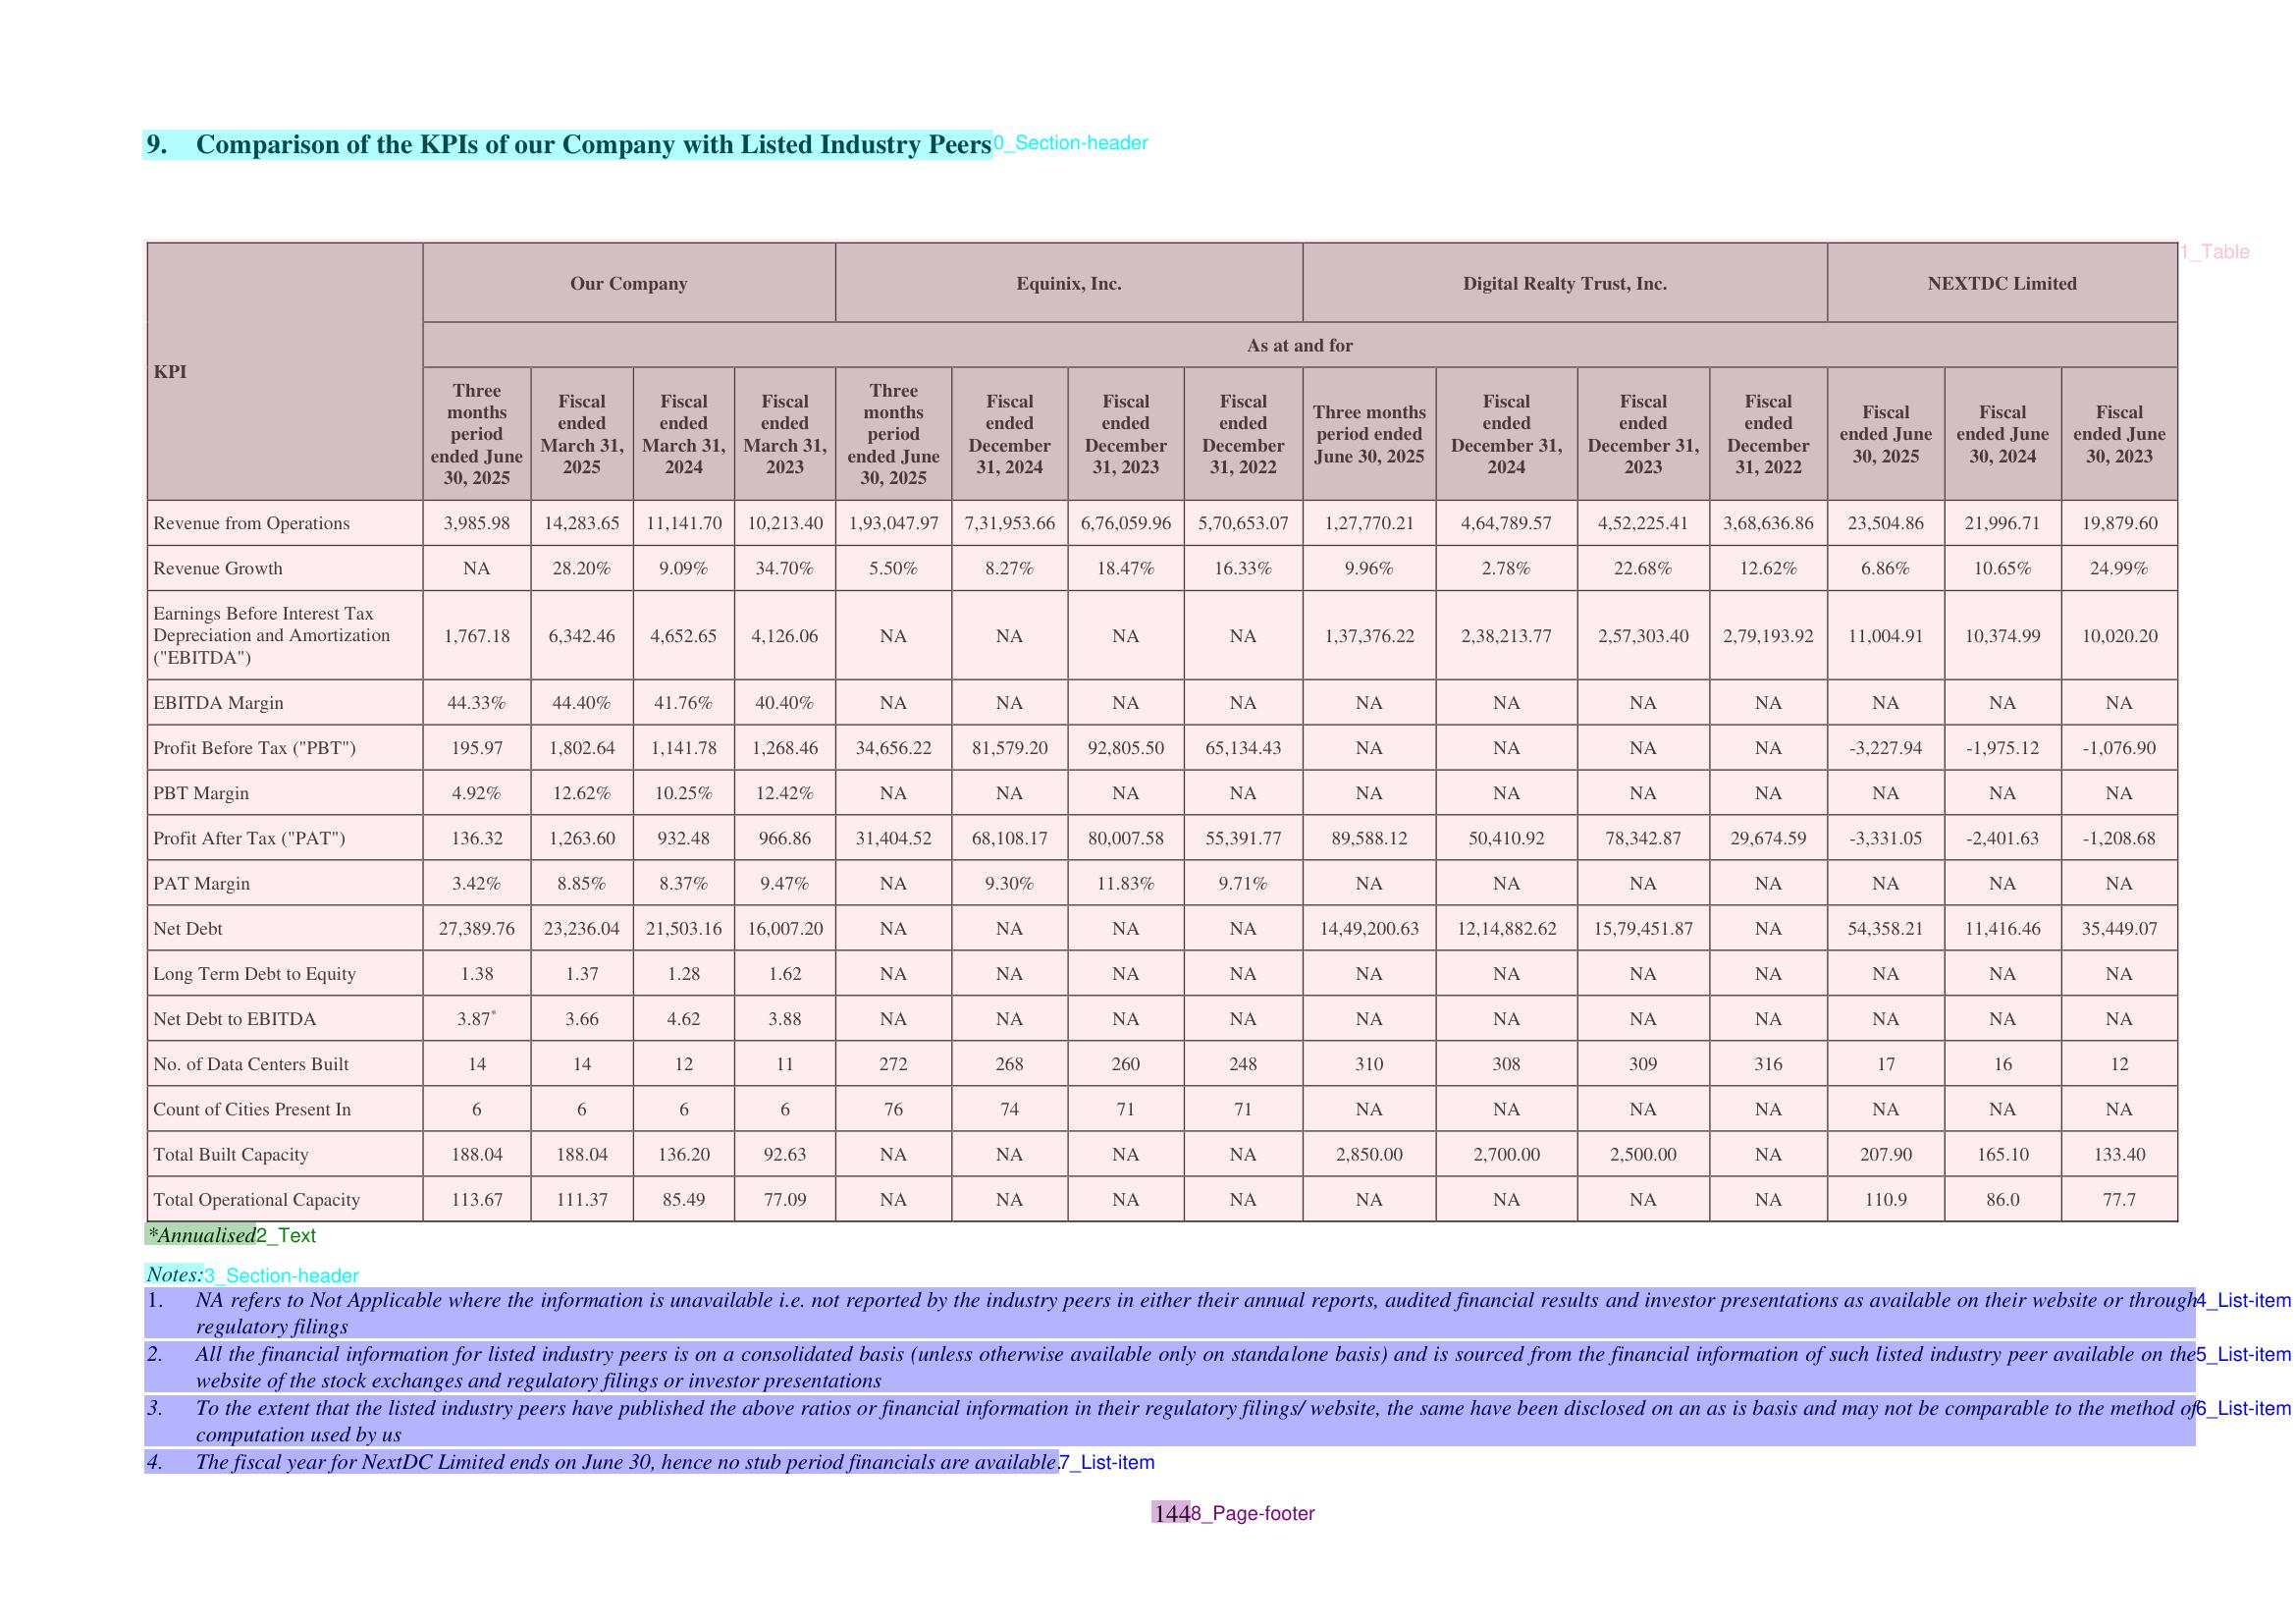 9. Comparison of the KPIs of our Company with Listed Industry Peers0_Section-header
1_Table
KPI Our Company Equinix, Inc. Digital Realty Trust, Inc. NEXTDC Limited
As at and for
Three months period ended June 30, 2025 Fiscal ended March 31, 2025 Fiscal ended March 31, 2024 Fiscal ended March 31, 2023 Three months period ended June 30, 2025 Fiscal ended December 31, 2024 Fiscal ended December 31, 2023 Fiscal ended December 31, 2022 Three months period ended June 30, 2025 Fiscal ended December 31, 2024 Fiscal ended December 31, 2023 Fiscal ended December 31, 2022 Fiscal ended June 30, 2025 Fiscal ended June 30, 2024 Fiscal ended June 30, 2023
Revenue from Operations 3,985.98 14,283.65 11,141.70 10,213.40 1,93,047.97 7,31,953.66 6,76,059.96 5,70,653.07 1,27,770.21 4,64,789.57 4,52,225.41 3,68,636.86 23,504.86 21,996.71 19,879.60
Revenue Growth NA 28.20% 9.09% 34.70% 5.50% 8.27% 18.47% 16.33% 9.96% 2.78% 22.68% 12.62% 6.86% 10.65% 24.99%
Earnings Before Interest Tax Depreciation and Amortization ("EBITDA") 1,767.18 6,342.46 4,652.65 4,126.06 NA NA NA NA 1,37,376.22 2,38,213.77 2,57,303.40 2,79,193.92 11,004.91 10,374.99 10,020.20
EBITDA Margin 44.33% 44.40% 41.76% 40.40% NA NA NA NA NA NA NA NA NA NA NA
Profit Before Tax ("PBT") 195.97 1,802.64 1,141.78 1,268.46 34,656.22 81,579.20 92,805.50 65,134.43 NA NA NA NA -3,227.94 -1,975.12 -1,076.90
PBT Margin 4.92% 12.62% 10.25% 12.42% NA NA NA NA NA NA NA NA NA NA NA
Profit After Tax ("PAT") 136.32 1,263.60 932.48 966.86 31,404.52 68,108.17 80,007.58 55,391.77 89,588.12 50,410.92 78,342.87 29,674.59 -3,331.05 -2,401.63 -1,208.68
PAT Margin 3.42% 8.85% 8.37% 9.47% NA 9.30% 11.83% 9.71% NA NA NA NA NA NA NA
Net Debt 27,389.76 23,236.04 21,503.16 16,007.20 NA NA NA NA 14,49,200.63 12,14,882.62 15,79,451.87 NA 54,358.21 11,416.46 35,449.07
Long Term Debt to Equity 1.38 1.37 1.28 1.62 NA NA NA NA NA NA NA NA NA NA NA
Net Debt to EBITDA 3.87* 3.66 4.62 3.88 NA NA NA NA NA NA NA NA NA NA NA
No. of Data Centers Built 14 14 12 11 272 268 260 248 310 308 309 316 17 16 12
Count of Cities Present In 6 6 6 6 76 74 71 71 NA NA NA NA NA NA NA
Total Built Capacity 188.04 188.04 136.20 92.63 NA NA NA NA 2,850.00 2,700.00 2,500.00 NA 207.90 165.10 133.40
Total Operational Capacity 113.67 111.37 85.49 77.09 NA NA NA NA NA NA NA NA 110.9 86.0 77.7
*Annualised2_Text
Notes:3_Section-header
1. NA refers to Not Applicable where the information is unavailable i.e. not reported by the industry peers in either their annual reports, audited financial results and investor presentations as available on their website or through4_List-item
regulatory filings
2. All the financial information for listed industry peers is on a consolidated basis (unless otherwise available only on standalone basis) and is sourced from the financial information of such listed industry peer available on the5_List-item
website of the stock exchanges and regulatory filings or investor presentations
3. To the extent that the listed industry peers have published the above ratios or financial information in their regulatory filings/ website, the same have been disclosed on an as is basis and may not be comparable to the method of6_List-item
computation used by us
4. The fiscal year for NextDC Limited ends on June 30, hence no stub period financials are available.7_List-item
1448_Page-footer